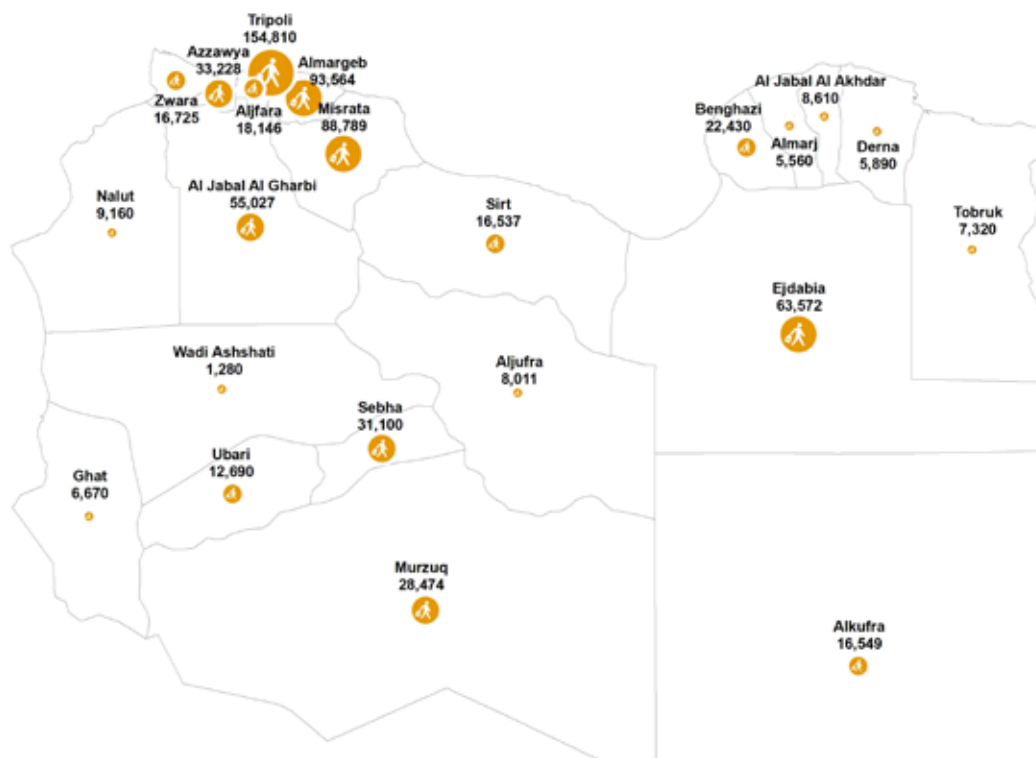 Tripoli
154,810
Azzawya
33,228
Almargeb
93,564
Zwara
16,725
Aljfara
18,146
Misrata
88,789
Al Jabal Al Akhdar
8,610
Benghazi
22,430
Almarj
5,560
Derna
5,890
Nalut
9,160
Al Jabal Al Gharbi
55,027
Sirt
16,537
Tobruk
7,320
Ejdabia
63,572
Wadi Ashshati
1,280
Aljufra
8,011
Sebha
31,100
Ubari
12,690
Ghat
6,670
Murzuq
28,474
Alkufra
16,549